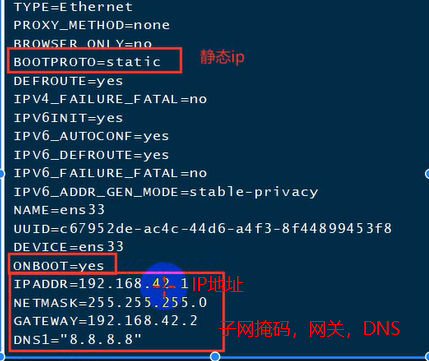 TYPE=Ethernet
PROXY_METHOD=none
BROWSER_ONLY=no
BOOTPROTO=static 静态ip
DEFROUTE=yes
IPV4_FAILURE_FATAL=no
IPV6INIT=yes
IPV6_AUTOCONF=yes
IPV6_DEFROUTE=yes
IPV6_FAILURE_FATAL=no
IPV6_ADDR_GEN_MODE=stable-privacy
NAME=ens33
UUID=c67952de-ac4c-44d6-a4f3-8f44899453f8
DEVICE=ens33
ONBOOT=yes
IPADDR=192.168.42.1 IP地址
NETMASK=255.255.255.0
GATEWAY=192.168.42.2 子网掩码，网关，DNS
DNS1="8.8.8.8"